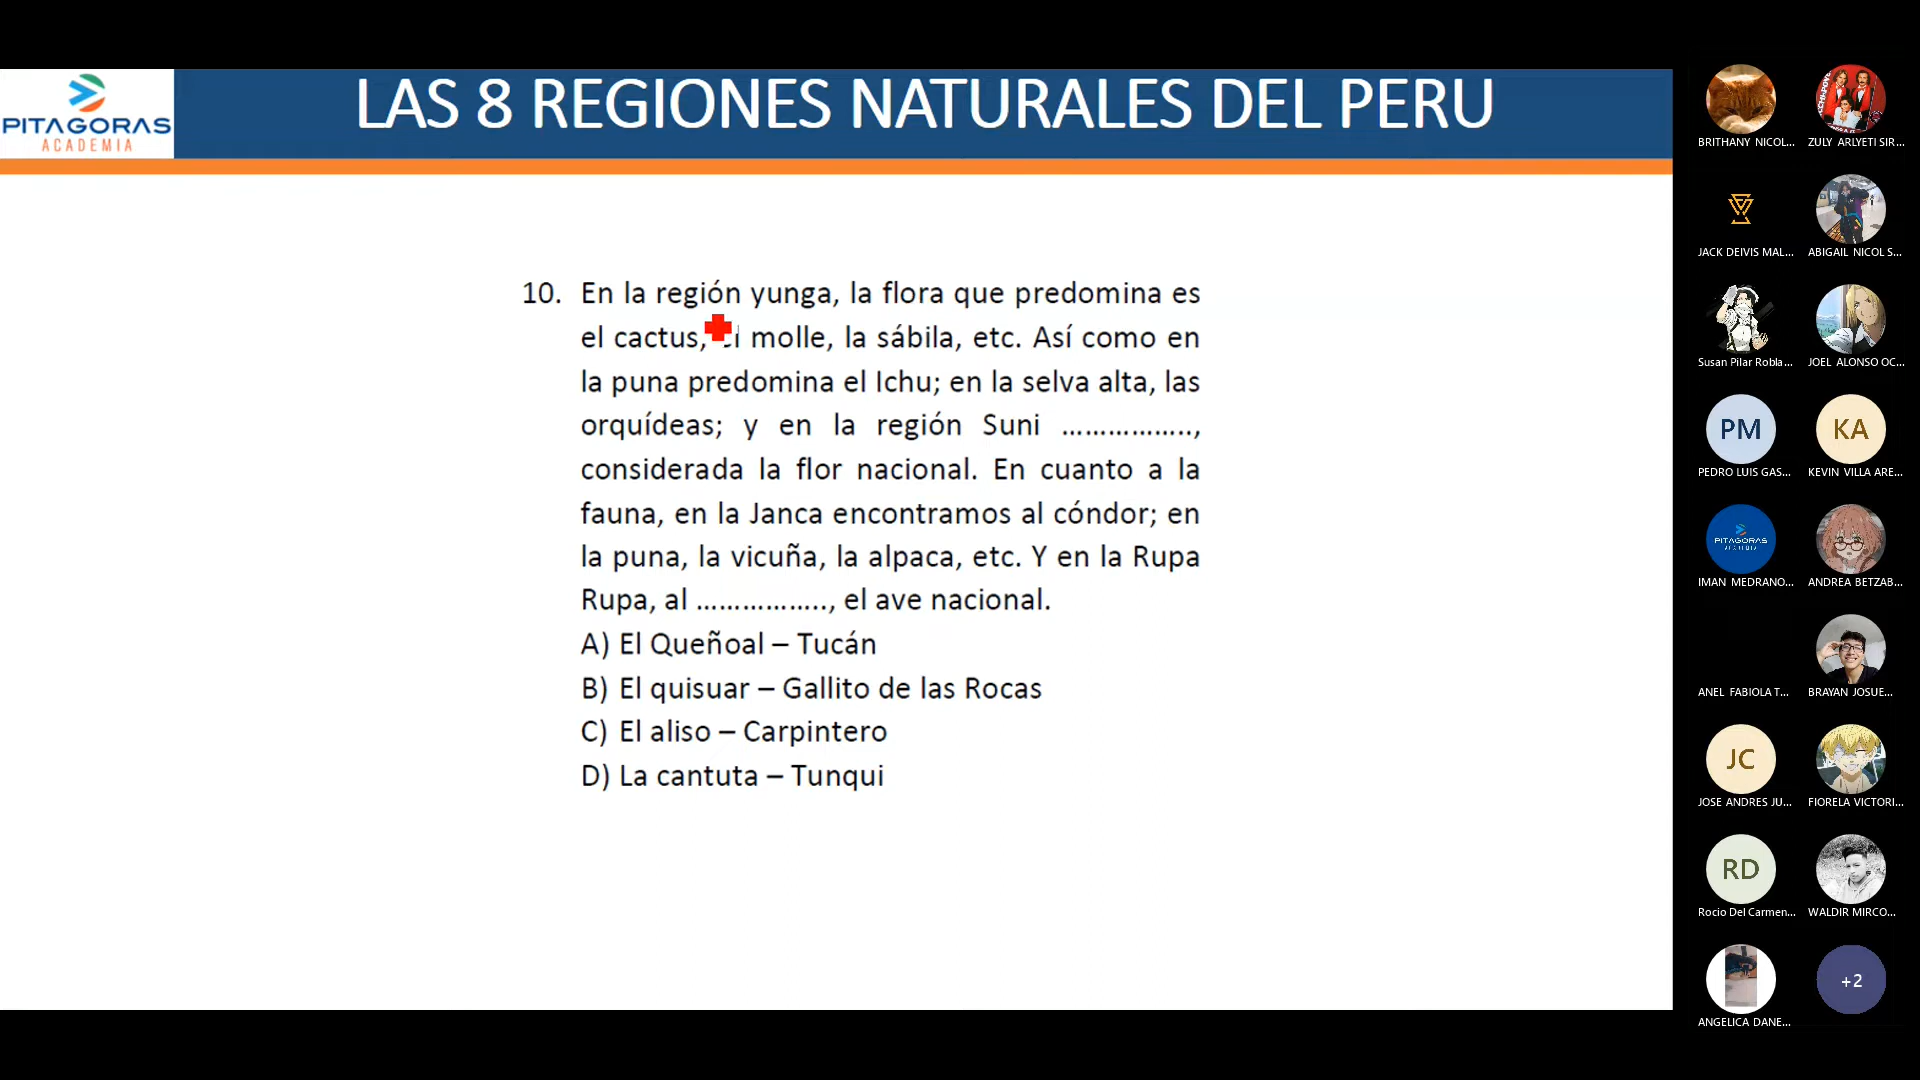 PITAGORAS
ACADEMIA
LAS 8 REGIONES NATURALES DEL PERU
10. En la región yunga, la flora que predomina es
el cactus, el molle, la sábila, etc. Así como en
la puna predomina el Ichu; en la selva alta, las
orquídeas; y en la región Suni ……………..,
considerada la flor nacional. En cuanto a la
fauna, en la Janca encontramos al cóndor; en
la puna, la vicuña, la alpaca, etc. Y en la Rupa
Rupa, al …………….., el ave nacional.
A) El Queñoal – Tucán
B) El quisuar – Gallito de las Rocas
C) El aliso – Carpintero
D) La cantuta – Tunqui
BRITHANY NICOL...
ZULY ARLYETI SIR...
JACK DEIVIS MAL...
ABIGAIL NICOL S...
Susan Pilar Robla...
JOEL ALONSO OC...
PM
KA
PEDRO LUIS GAS...
KEVIN VILLA ARE...
PITAGORAS
IMAN MEDRANO...
ANDREA BETZAB...
ANEL FABIOLA T...
BRAYAN JOSUE...
JC
JOSE ANDRES JU...
FIORELA VICTORI...
RD
Rocio Del Carmen...
WALDIR MIRCO...
+2
ANGELICA DANE...